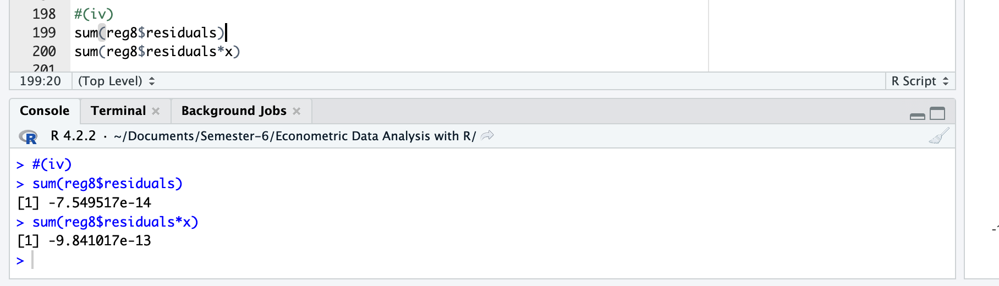 198 #(iv)
199 sum(reg8$residuals)
200 sum(reg8$residuals*x)
201
199:20 (Top Level) R Script
Console Terminal Background Jobs
R 4.2.2 · ~/Documents/Semester-6/Econometric Data Analysis with R/
> #(iv)
> sum(reg8$residuals)
[1] -7.549517e-14
> sum(reg8$residuals*x)
[1] -9.841017e-13
>